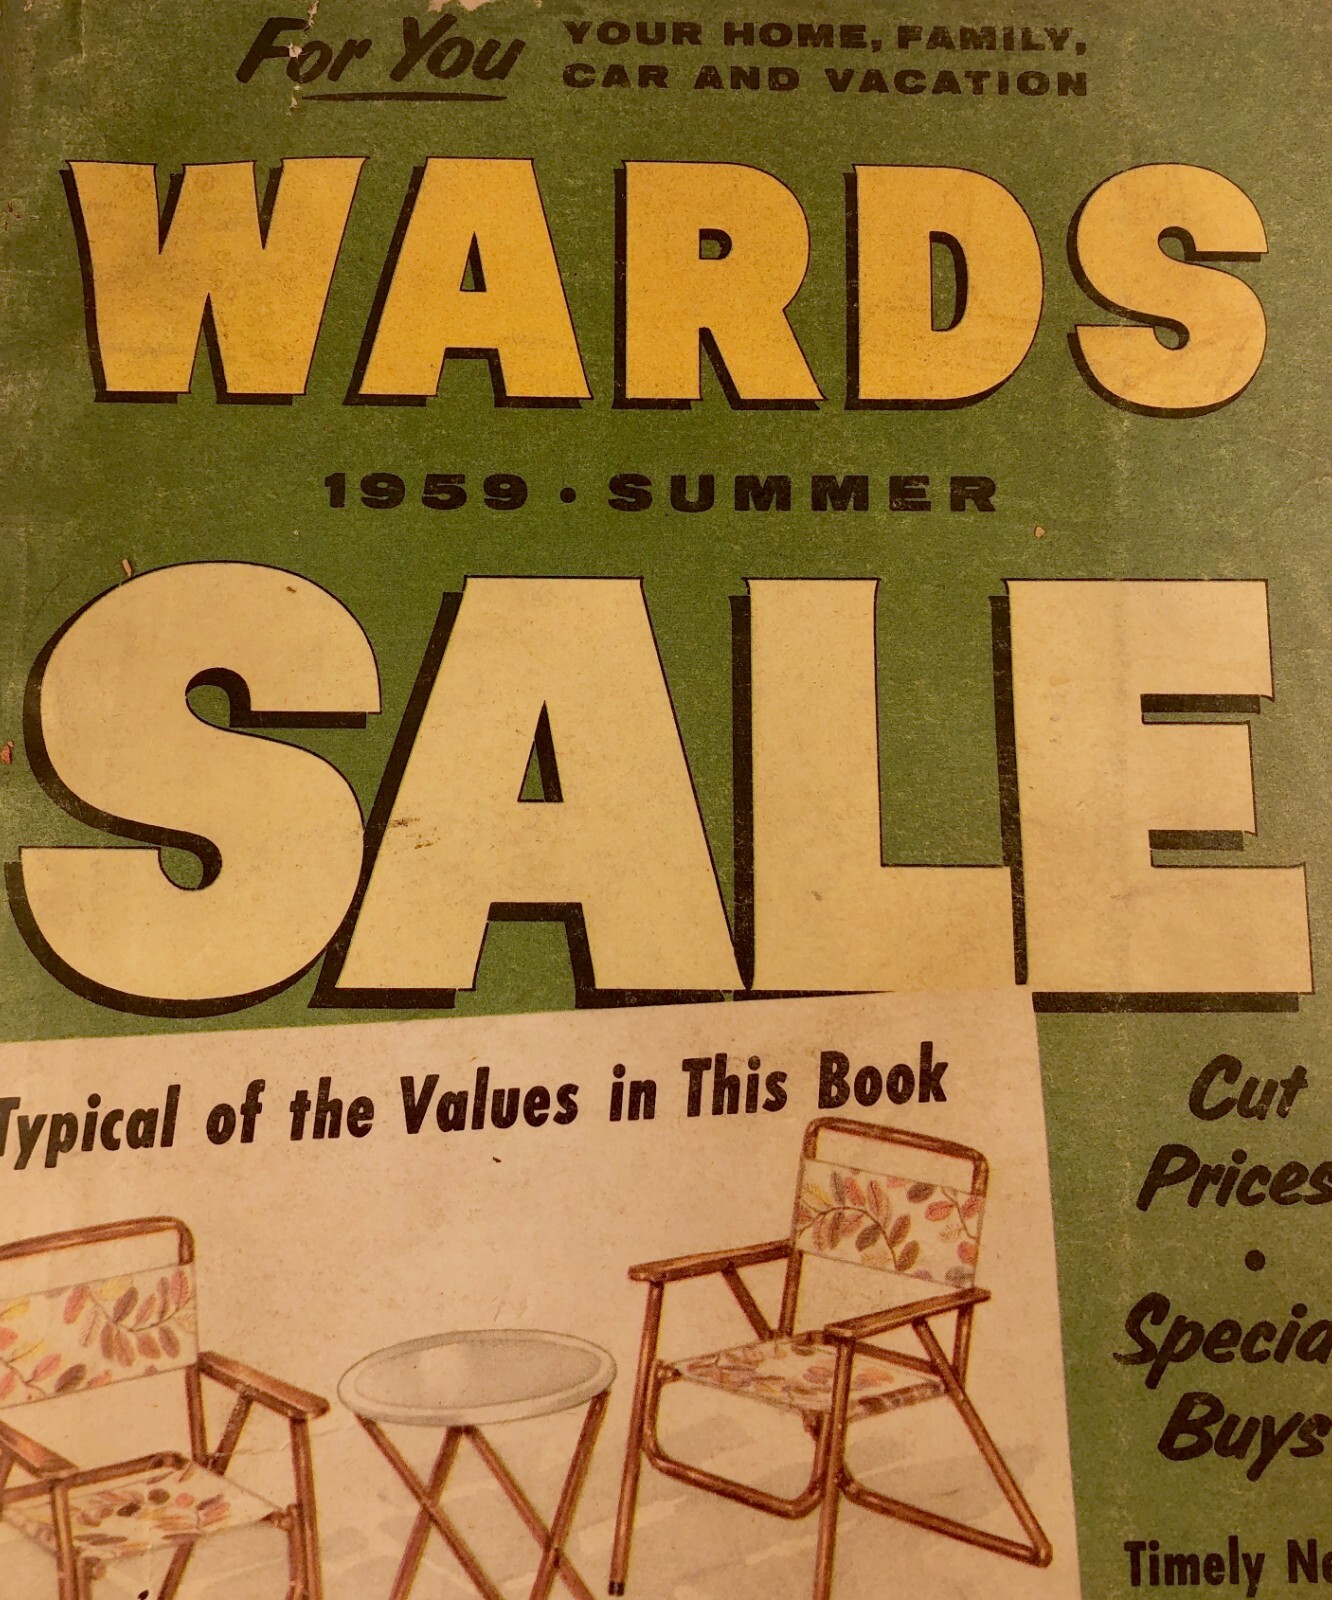 For You
YOUR HOME, FAMILY,
CAR AND VACATION
WARDS
1959 • SUMMER
SALE
Typical of the Values in This Book
Cut
Prices
•
Buys
Timely